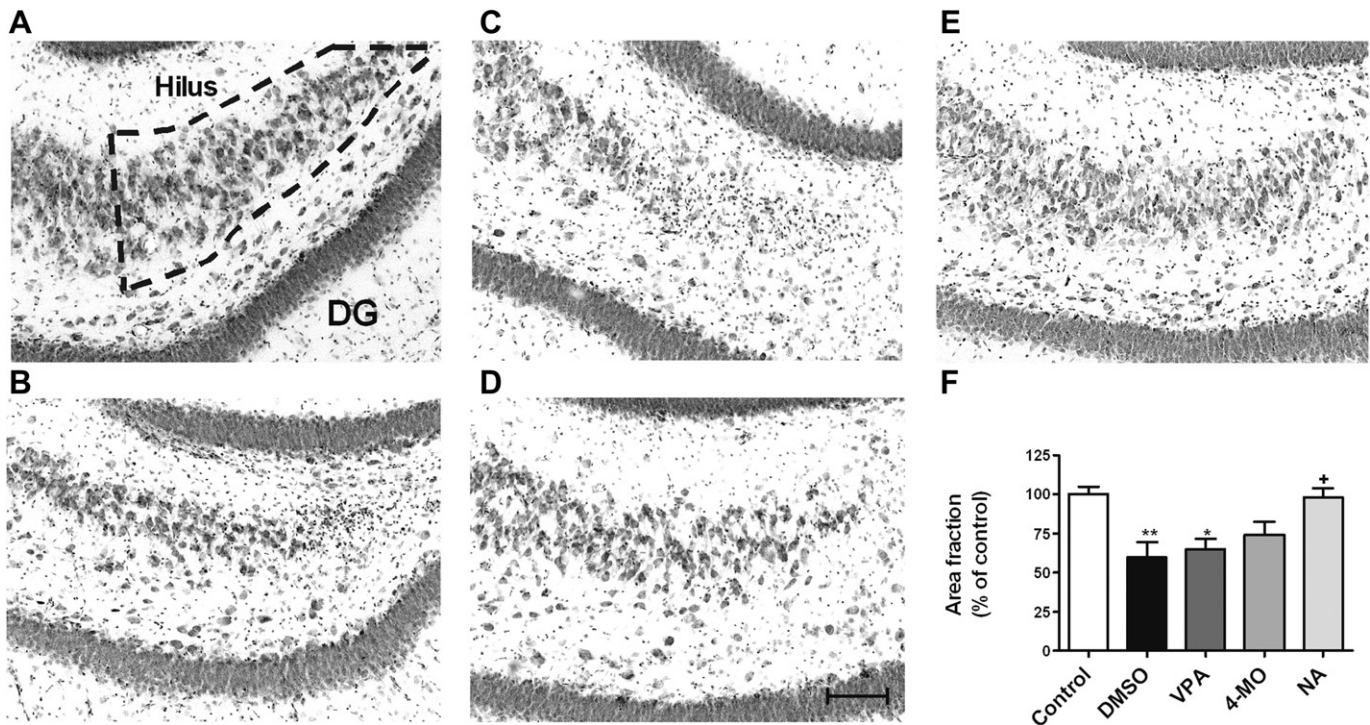 A
Hilus
DG
B
C
D
E
F
Area fraction
(% of control)
125
100
75
50
25
0
**
*
+
Control
DMSO
VPA
4-MO
NA